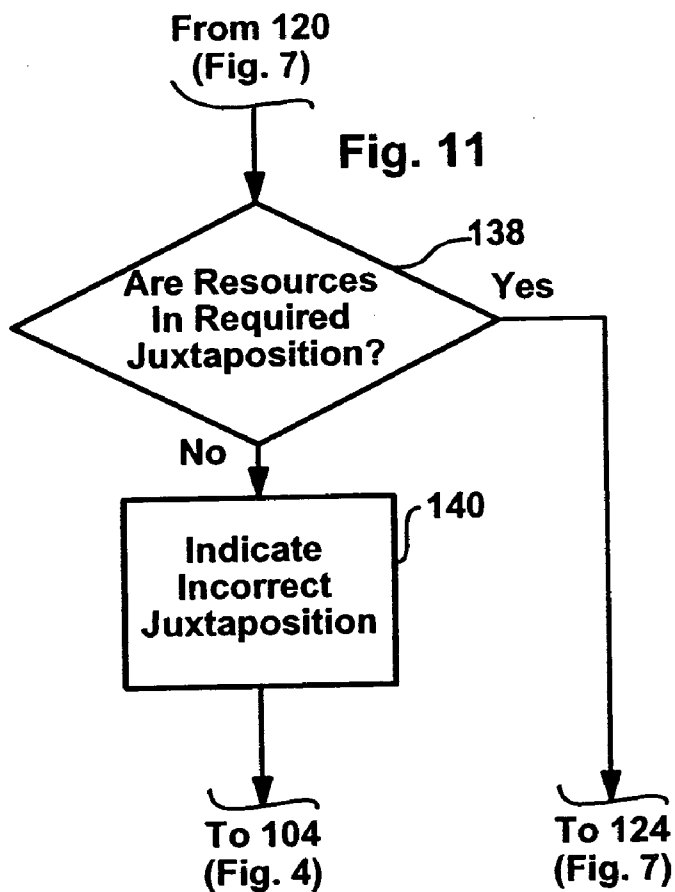 From 120
(Fig. 7)
Fig. 11
138
Are Resources
In Required
Juxtaposition?
Yes
No
140
Indicate
Incorrect
Juxtaposition
To 104
(Fig. 4)
To 124
(Fig. 7)